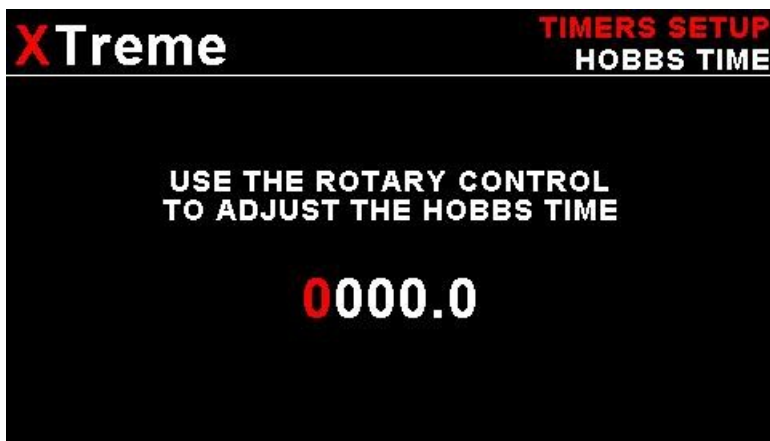 XTreme
TIMERS SETUP
HOBBS TIME
USE THE ROTARY CONTROL
TO ADJUST THE HOBBS TIME
0000.0